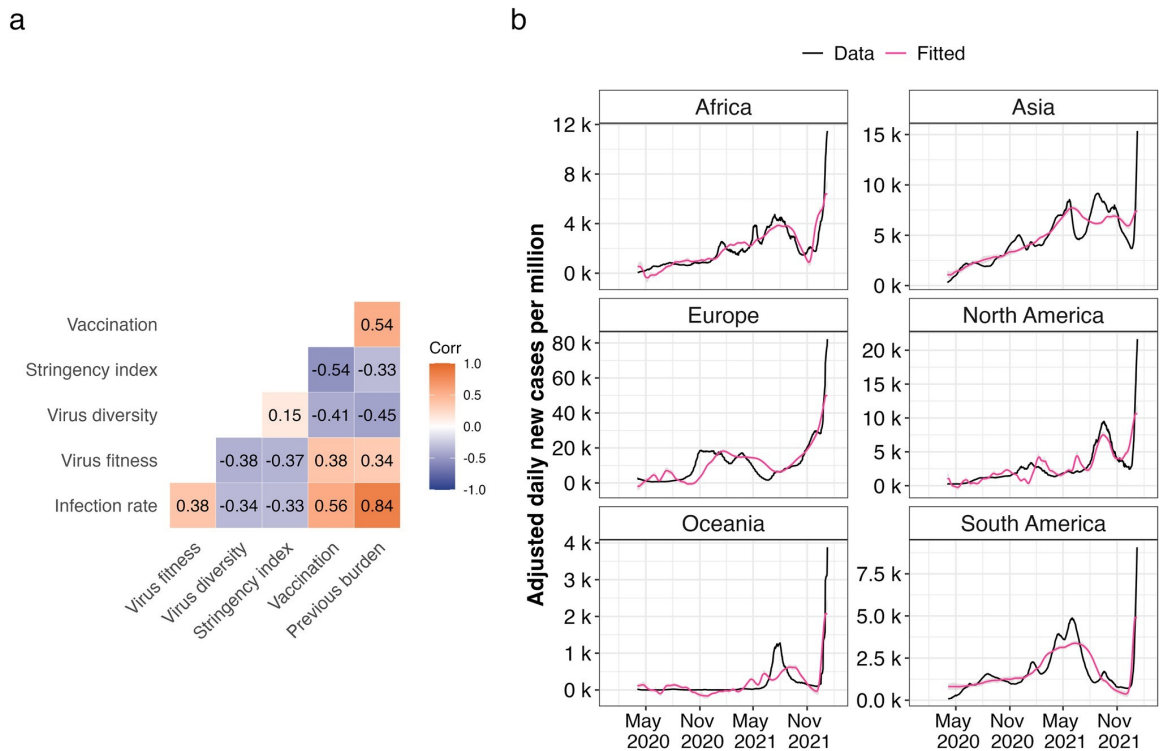 a
Vaccination
0.54
Stringency index
-0.54 -0.33
Virus diversity
0.15 -0.41 -0.45
Virus fitness
-0.38 -0.37 0.38 0.34
Infection rate
0.38 -0.34 -0.33 0.56 0.84
Virus fitness
Virus diversity
Stringency index
Vaccination
Previous burden
Corr
1.0
0.5
0.0
-0.5
-1.0
b
Data Fitted
Adjusted daily new cases per million
Africa
12 k
8 k
4 k
0 k
Asia
15 k
10 k
5 k
0 k
Europe
80 k
60 k
40 k
20 k
0 k
North America
20 k
15 k
10 k
5 k
0 k
Oceania
4 k
3 k
2 k
1 k
0 k
South America
7.5 k
5.0 k
2.5 k
0.0 k
May Nov May Nov
2020 2020 2021 2021
May Nov May Nov
2020 2020 2021 2021